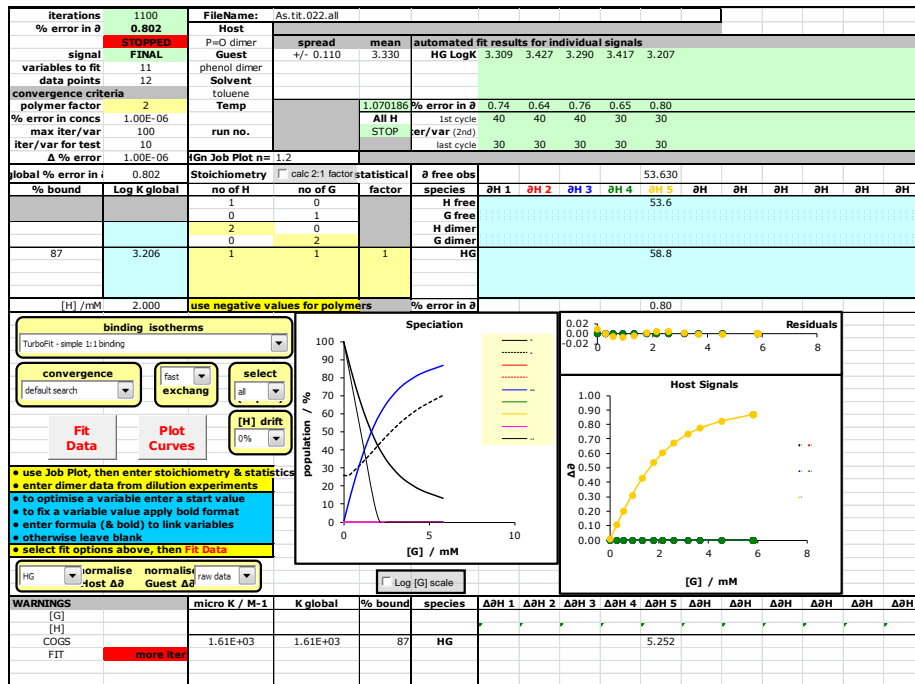 iterations 1100 FileName: As.tit.022.all
% error in ∂ 0.802 Host
STOPPED P=O dimer spread mean automated fit results for individual signals
signal FINAL Guest +/- 0.110 3.330 HG LogK 3.309 3.427 3.290 3.417 3.207
variables to fit 11 phenol dimer
data points 12 Solvent
convergence criteria toluene
polymer factor 2 Temp 1.070186 % error in ∂ 0.74 0.64 0.76 0.65 0.80
% error in concs 1.00E-06 All H 1st cycle 40 40 40 30 30
max iter/var 100 run no. STOP er/var (2nd)
iter/var for test 10 last cycle 30 30 30 30 30
Δ % error 1.00E-06 HGn Job Plot n= 1.2
global % error in ∂ 0.802 Stoichiometry calc 2:1 factor statistical ∂ free obs 53.630
% bound Log K global no of H no of G factor species ∂H 1 ∂H 2 ∂H 3 ∂H 4 ∂H 5 ∂H ∂H ∂H ∂H ∂H
1 0 H free 53.6
0 1 G free
2 0 H dimer
0 2 G dimer
87 3.206 1 1 1 HG 58.8
[H] /mM 2.000 use negative values for polymers % error in ∂ 0.80
binding isotherms
TurboFit - simple 1:1 binding
convergence
default search
fast
exchang
select
all
[H] drift
0%
Fit Data
Plot Curves
• use Job Plot, then enter stoichiometry & statistics
• enter dimer data from dilution experiments
• to optimise a variable enter a start value
• to fix a variable value apply bold format
• enter formula (& bold) to link variables
• otherwise leave blank
• select fit options above, then Fit Data
HG normalise Host Δ∂ normalise Guest Δ∂ raw data
Speciation
population / %
100
90
80
70
60
50
40
30
20
10
0
0 5 10
[G] / mM
Log [G] scale
Residuals
0.02
0.00
-0.02
0 2 4 6 8
Host Signals
Δ∂
1.00
0.90
0.80
0.70
0.60
0.50
0.40
0.30
0.20
0.10
0.00
0 2 4 6 8
[G] / mM
WARNINGS micro K / M-1 K global % bound species Δ∂H 1 Δ∂H 2 Δ∂H 3 Δ∂H 4 Δ∂H 5 Δ∂H Δ∂H Δ∂H Δ∂H Δ∂H
[G]
[H]
COGS 1.61E+03 1.61E+03 87 HG 5.252
FIT more iter